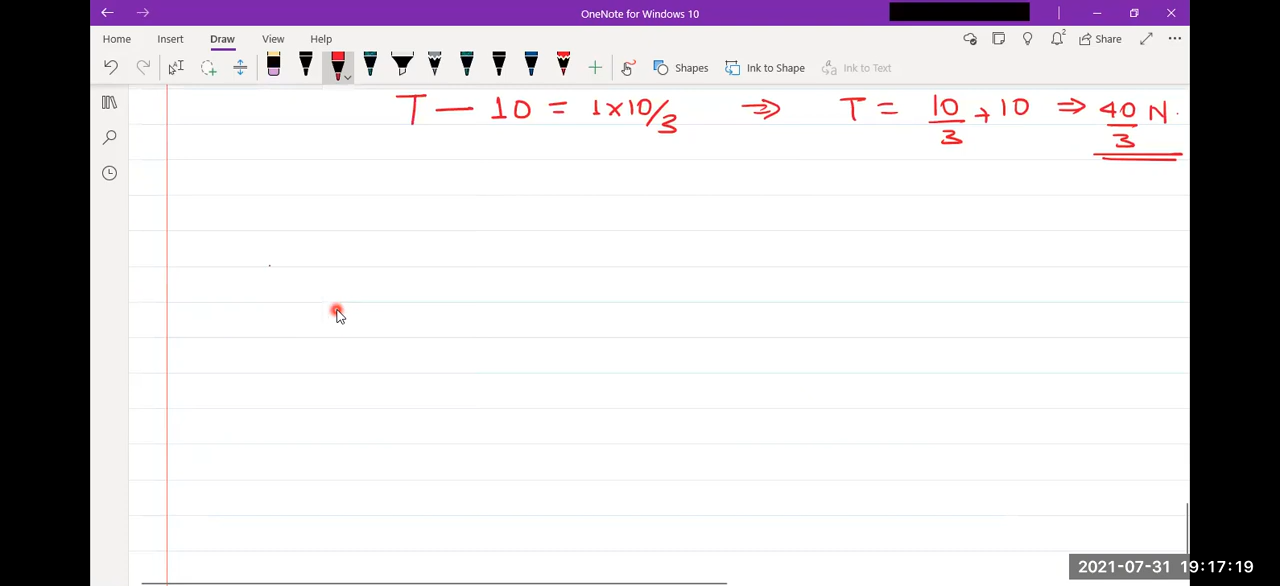 OneNote for Windows 10
Home Insert Draw View Help
Share
Shapes Ink to Shape Ink to Text
T — 10 = 1×10/3 ⇒ T = 10/3 + 10 ⇒ 40/3 N.
2021-07-31 19:17:19